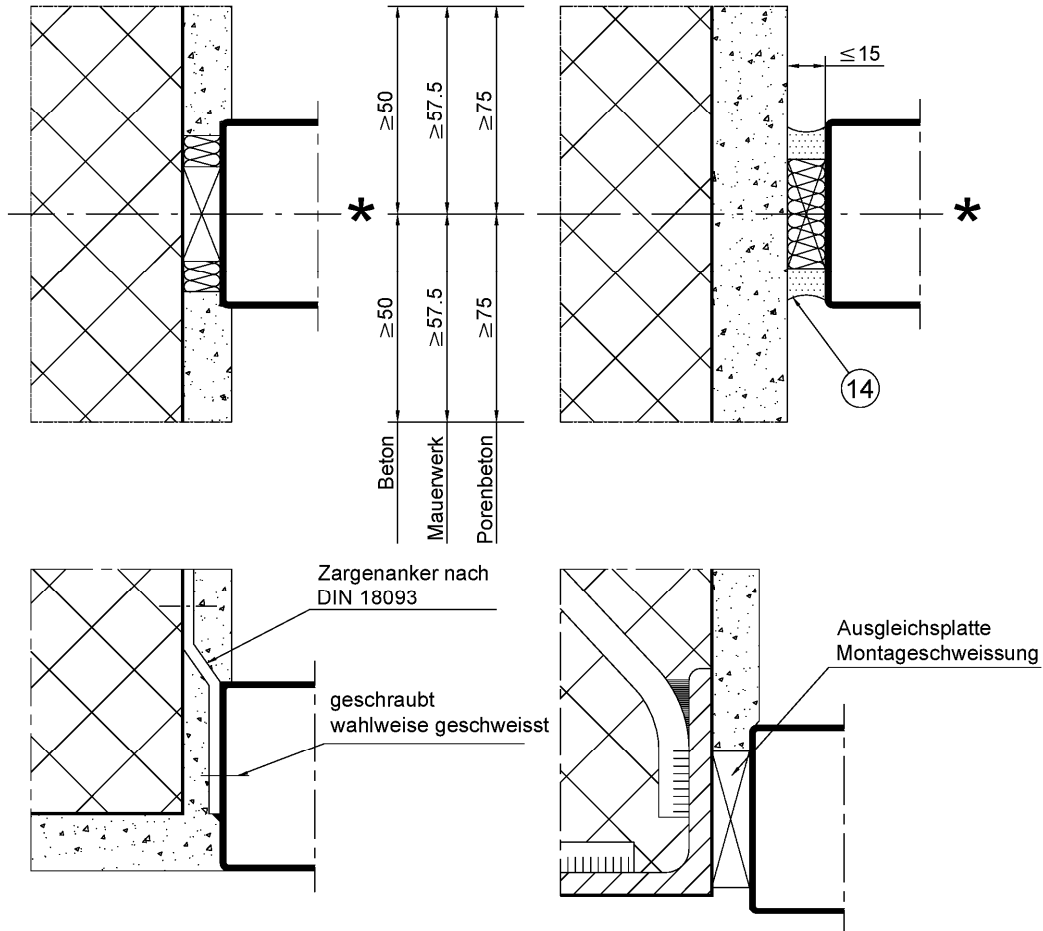 ≤15
≥50
≥57.5
≥75
*
*
≥50
≥57.5
≥75
14
Beton
Mauerwerk
Porenbeton
Zargenanker nach
DIN 18093
geschraubt
wahlweise geschweisst
Ausgleichsplatte
Montageschweissung